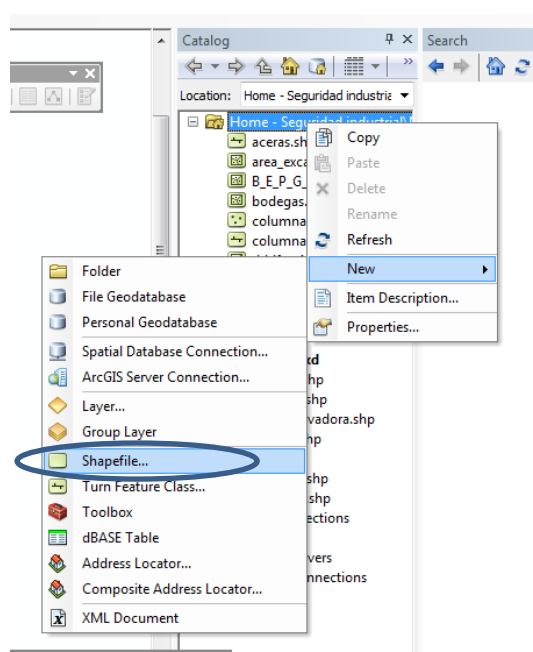 Catalog
Search
Location: Home - Seguridad industria
Home - Seguridad industrial\
aceras.sh
area_exca
B_E_P_G_
bodegas.
columna
columna
Copy
Paste
Delete
Rename
Refresh
New
Item Description...
Properties...
Folder
File Geodatabase
Personal Geodatabase
Spatial Database Connection...
ArcGIS Server Connection...
Layer...
Group Layer
Shapefile...
Turn Feature Class...
Toolbox
dBASE Table
Address Locator...
Composite Address Locator...
XML Document
xd
hp
shp
vadora.shp
hp
shp
.shp
ections
vers
nnections